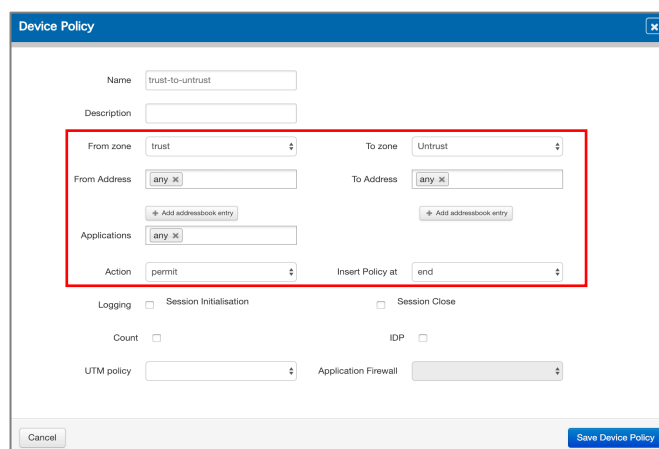 Device Policy
Name trust-to-untrust
Description
From zone trust To zone Untrust
From Address any × To Address any ×
+ Add addressbook entry + Add addressbook entry
Applications any ×
Action permit Insert Policy at end
Logging Session Initialisation Session Close
Count IDP
UTM policy Application Firewall
Cancel Save Device Policy